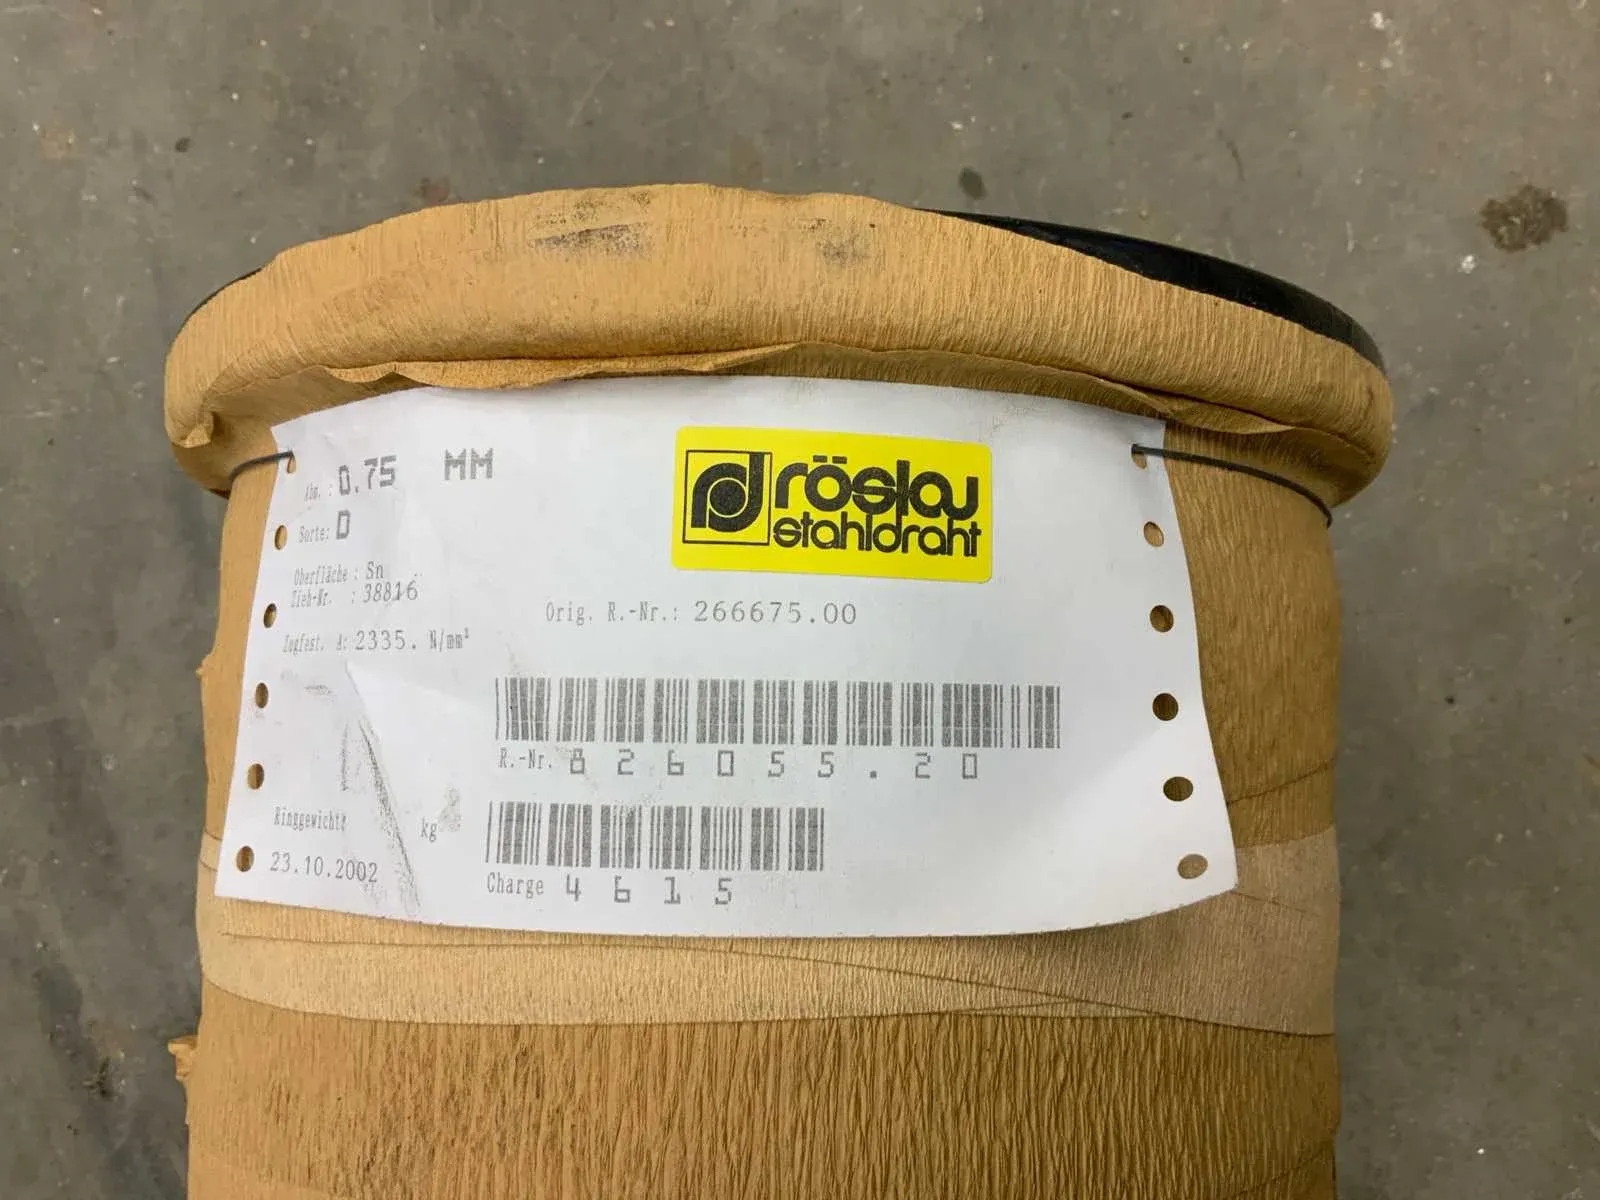 Abm. : 0.75 MM
Sorte: D
Oberfläche : Sn
Zieh-Nr. : 38816
Zugfest. A: 2335. N/mm²
röslau
stahldraht
Orig. R.-Nr.: 266675.00
R.-Nr. 826055.20
Ringgewicht: kg
23.10.2002
Charge 4615